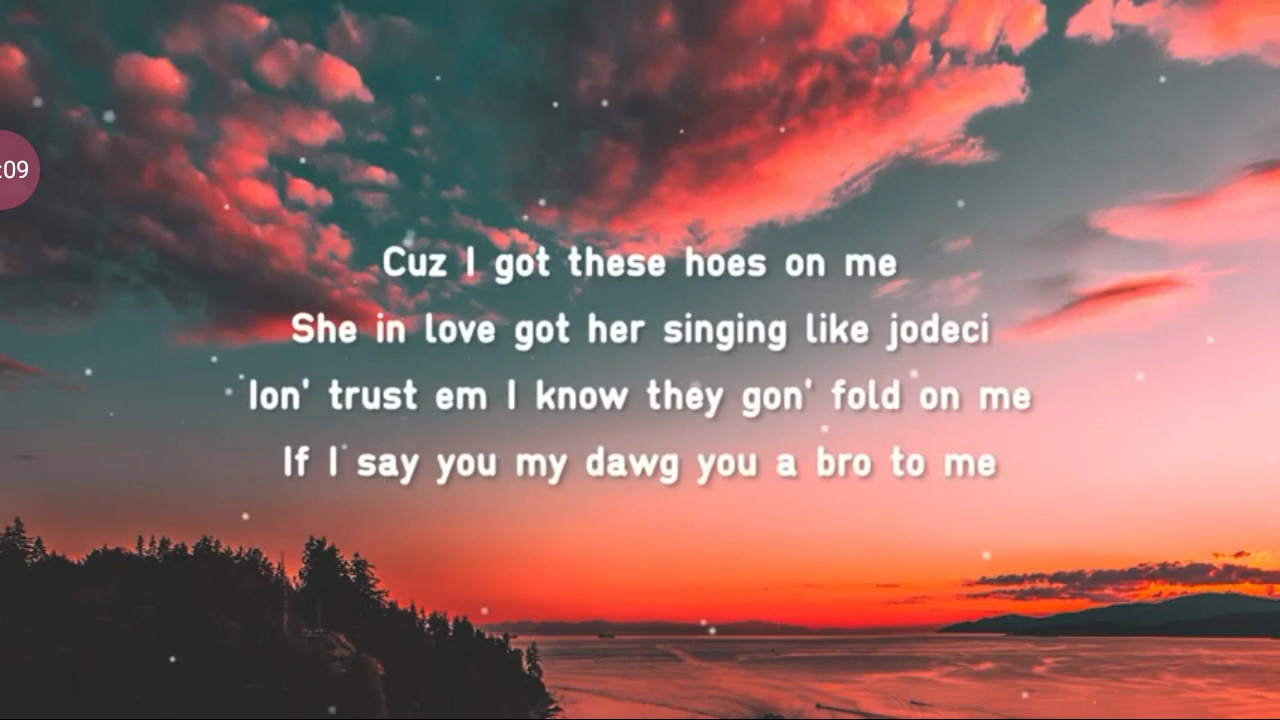 :09
Cuz I got these hoes on me
She in love got her singing like jodeci
Ion' trust em I know they gon' fold on me
If I say you my dawg you a bro to me